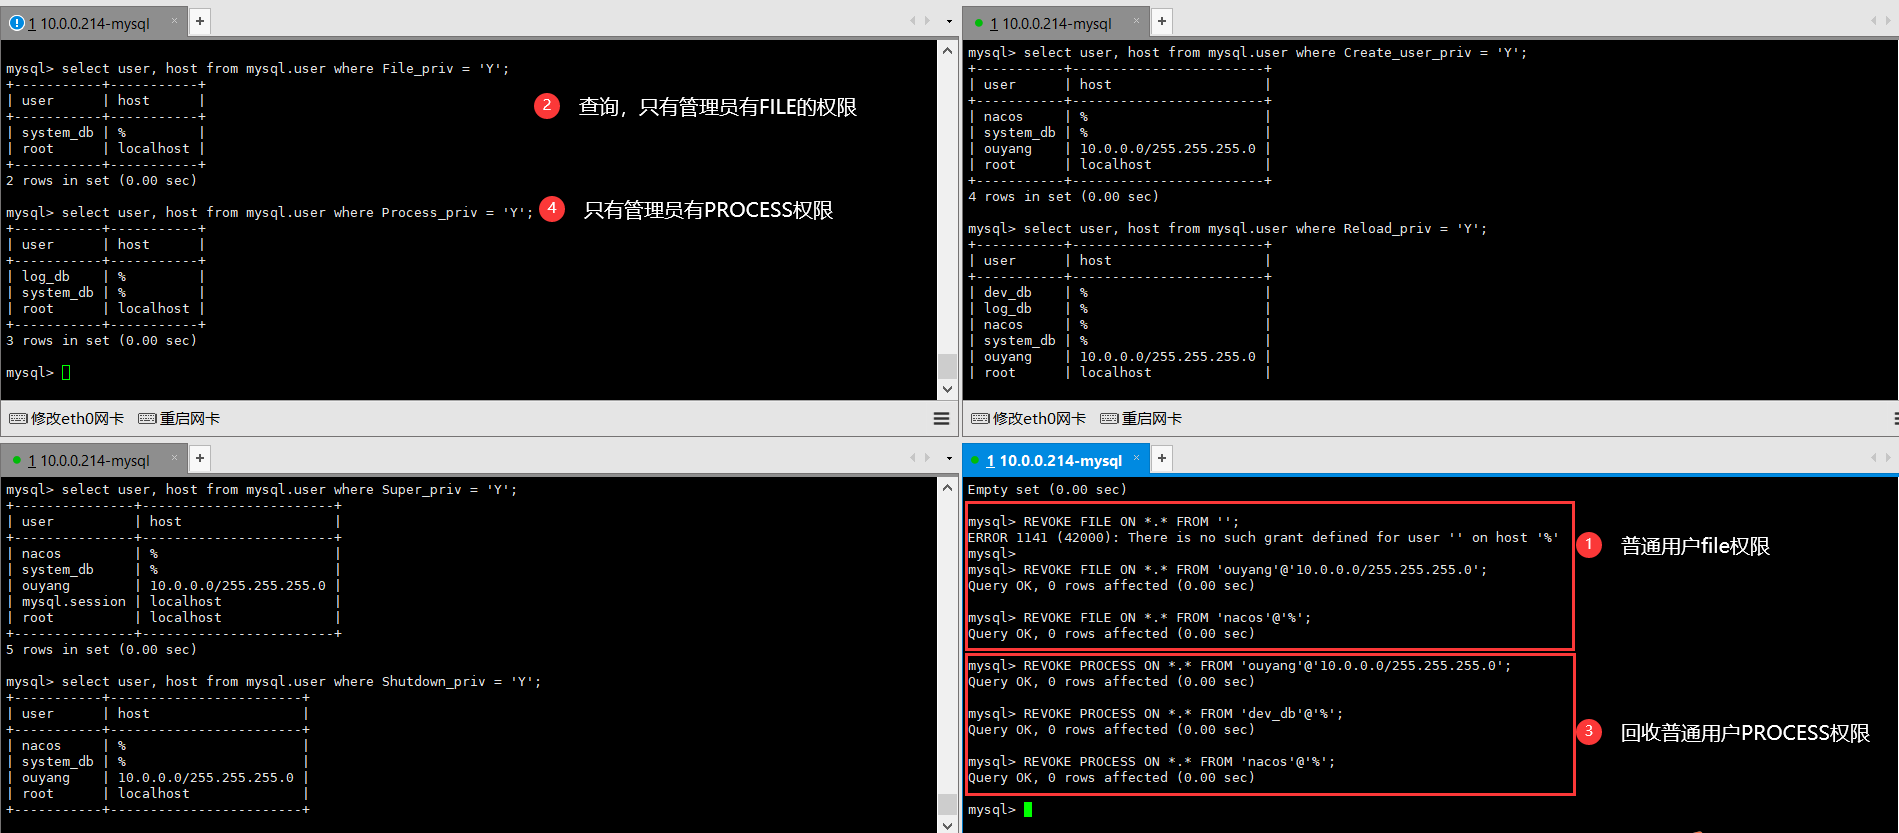 1 10.0.0.214-mysql
mysql> select user, host from mysql.user where File_priv = 'Y';
+-----------+-----------+
| user      | host      |
+-----------+-----------+
| system_db | %         |
| root      | localhost |
+-----------+-----------+
2 rows in set (0.00 sec)
2 查询，只有管理员有FILE的权限
mysql> select user, host from mysql.user where Process_priv = 'Y';
4 只有管理员有PROCESS权限
+-----------+-----------+
| user      | host      |
+-----------+-----------+
| log_db    | %         |
| system_db | %         |
| root      | localhost |
+-----------+-----------+
3 rows in set (0.00 sec)
mysql>
修改eth0网卡 重启网卡
1 10.0.0.214-mysql
mysql> select user, host from mysql.user where Create_user_priv = 'Y';
+-----------+------------------------+
| user      | host                   |
+-----------+------------------------+
| nacos     | %                      |
| system_db | %                      |
| ouyang    | 10.0.0.0/255.255.255.0 |
| root      | localhost              |
+-----------+------------------------+
4 rows in set (0.00 sec)
mysql> select user, host from mysql.user where Reload_priv = 'Y';
+-----------+------------------------+
| user      | host                   |
+-----------+------------------------+
| dev_db    | %                      |
| log_db    | %                      |
| nacos     | %                      |
| system_db | %                      |
| ouyang    | 10.0.0.0/255.255.255.0 |
| root      | localhost              |
修改eth0网卡 重启网卡
1 10.0.0.214-mysql
mysql> select user, host from mysql.user where Super_priv = 'Y';
+---------------+------------------------+
| user          | host                   |
+---------------+------------------------+
| nacos         | %                      |
| system_db     | %                      |
| ouyang        | 10.0.0.0/255.255.255.0 |
| mysql.session | localhost              |
| root          | localhost              |
+---------------+------------------------+
5 rows in set (0.00 sec)
mysql> select user, host from mysql.user where Shutdown_priv = 'Y';
+-----------+------------------------+
| user      | host                   |
+-----------+------------------------+
| nacos     | %                      |
| system_db | %                      |
| ouyang    | 10.0.0.0/255.255.255.0 |
| root      | localhost              |
+-----------+------------------------+
1 10.0.0.214-mysql
Empty set (0.00 sec)
mysql> REVOKE FILE ON *.* FROM '';
ERROR 1141 (42000): There is no such grant defined for user '' on host '%'
mysql>
mysql> REVOKE FILE ON *.* FROM 'ouyang'@'10.0.0.0/255.255.255.0';
Query OK, 0 rows affected (0.00 sec)
mysql> REVOKE FILE ON *.* FROM 'nacos'@'%';
Query OK, 0 rows affected (0.00 sec)
1 普通用户file权限
mysql> REVOKE PROCESS ON *.* FROM 'ouyang'@'10.0.0.0/255.255.255.0';
Query OK, 0 rows affected (0.00 sec)
mysql> REVOKE PROCESS ON *.* FROM 'dev_db'@'%';
Query OK, 0 rows affected (0.00 sec)
mysql> REVOKE PROCESS ON *.* FROM 'nacos'@'%';
Query OK, 0 rows affected (0.00 sec)
3 回收普通用户PROCESS权限
mysql>